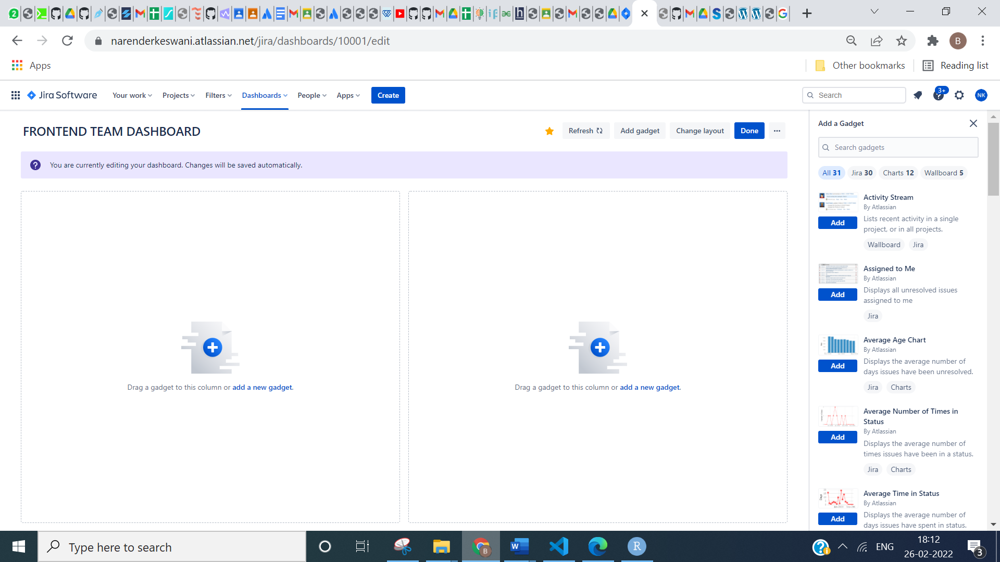 narenderkeswani.atlassian.net/jira/dashboards/10001/edit
B
Apps
Other bookmarks
Reading list
Jira Software
Your work
Projects
Filters
Dashboards
People
Apps
Create
Search
3+
NK
FRONTEND TEAM DASHBOARD
Refresh
Add gadget
Change layout
Done
You are currently editing your dashboard. Changes will be saved automatically.
Drag a gadget to this column or add a new gadget.
Drag a gadget to this column or add a new gadget.
Add a Gadget
Search gadgets
All 31
Jira 30
Charts 12
Wallboard 5
Activity Stream
By Atlassian
Add
Lists recent activity in a single
project, or in all projects.
Wallboard
Jira
Assigned to Me
By Atlassian
Add
Displays all unresolved issues
assigned to me
Jira
Average Age Chart
By Atlassian
Add
Displays the average number of
days issues have been unresolved.
Jira
Charts
Average Number of Times in
Status
By Atlassian
Add
Displays the average number of
times issues have been in a status.
Jira
Charts
Average Time in Status
By Atlassian
Add
Displays the average number of
days issues have spent in status.
Type here to search
ENG
18:12
26-02-2022
3